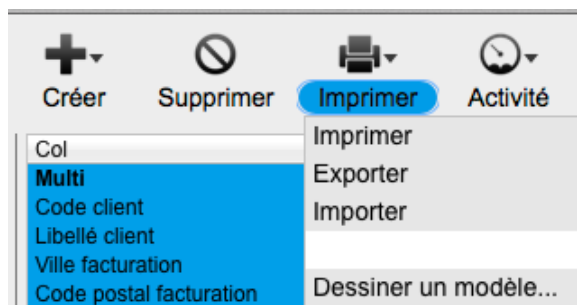 Créer Supprimer Imprimer Activité
Col
Multi
Code client
Libellé client
Ville facturation
Code postal facturation
Imprimer
Exporter
Importer
Dessiner un modèle...